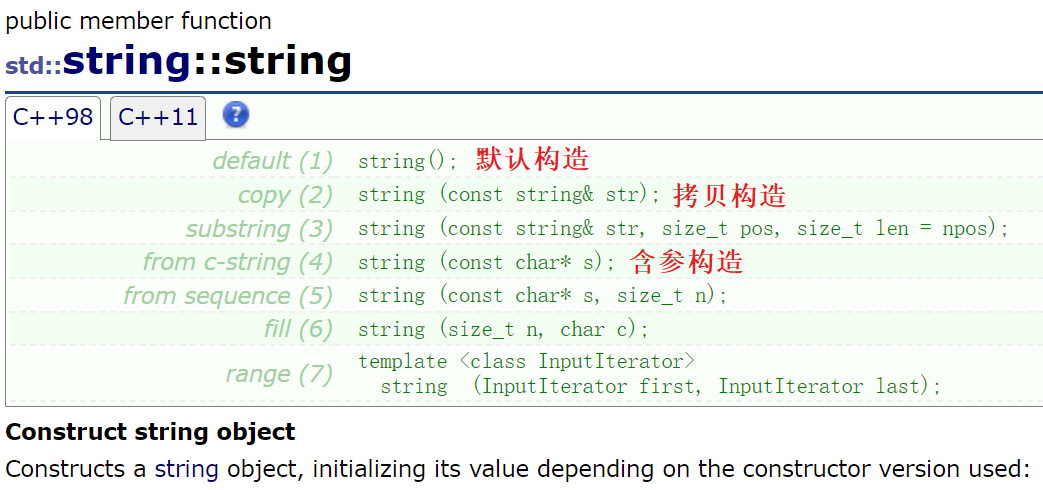 public member function
std::string::string
C++98 C++11 ?
default (1) string(); 默认构造
copy (2) string (const string& str); 拷贝构造
substring (3) string (const string& str, size_t pos, size_t len = npos);
from c-string (4) string (const char* s); 含参构造
from sequence (5) string (const char* s, size_t n);
fill (6) string (size_t n, char c);
range (7) template <class InputIterator>
string (InputIterator first, InputIterator last);
Construct string object
Constructs a string object, initializing its value depending on the constructor version used: